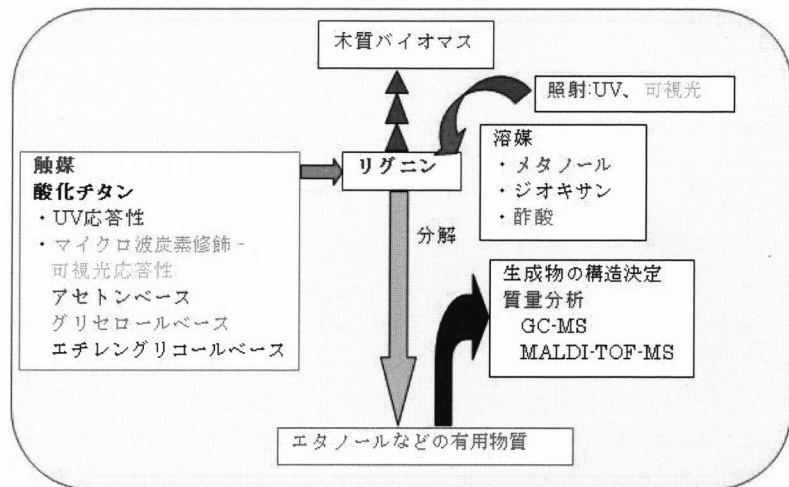 木質バイオマス
照射:UV、可視光
触媒
酸化チタン
・UV応答性
・マイクロ波炭素修飾-
可視光応答性
アセトンベース
グリセロールベース
エチレングリコールベース
リグニン
溶媒
・メタノール
・ジオキサン
・酢酸
分解
生成物の構造決定
質量分析
GC-MS
MALDI-TOF-MS
エタノールなどの有用物質